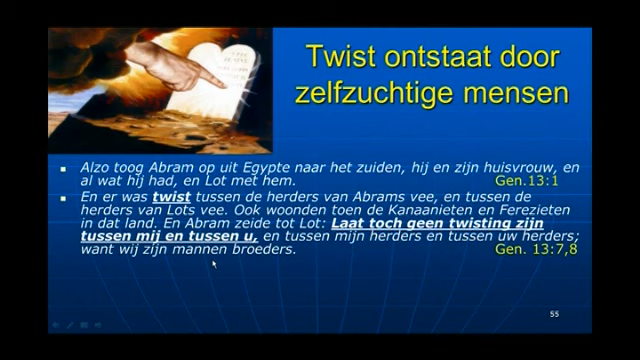 Twist ontstaat door
zelfzuchtige mensen
Alzo toog Abram op uit Egypte naar het zuiden, hij en zijn huisvrouw, en
al wat hij had, en Lot met hem. Gen.13:1
En er was twist tussen de herders van Abrams vee, en tussen de
herders van Lots vee. Ook woonden toen de Kanaanieten en Ferezieten
in dat land. En Abram zeide tot Lot: Laat toch geen twisting zijn
tussen mij en tussen u, en tussen mijn herders en tussen uw herders;
want wij zijn mannen broeders. Gen. 13:7,8
55